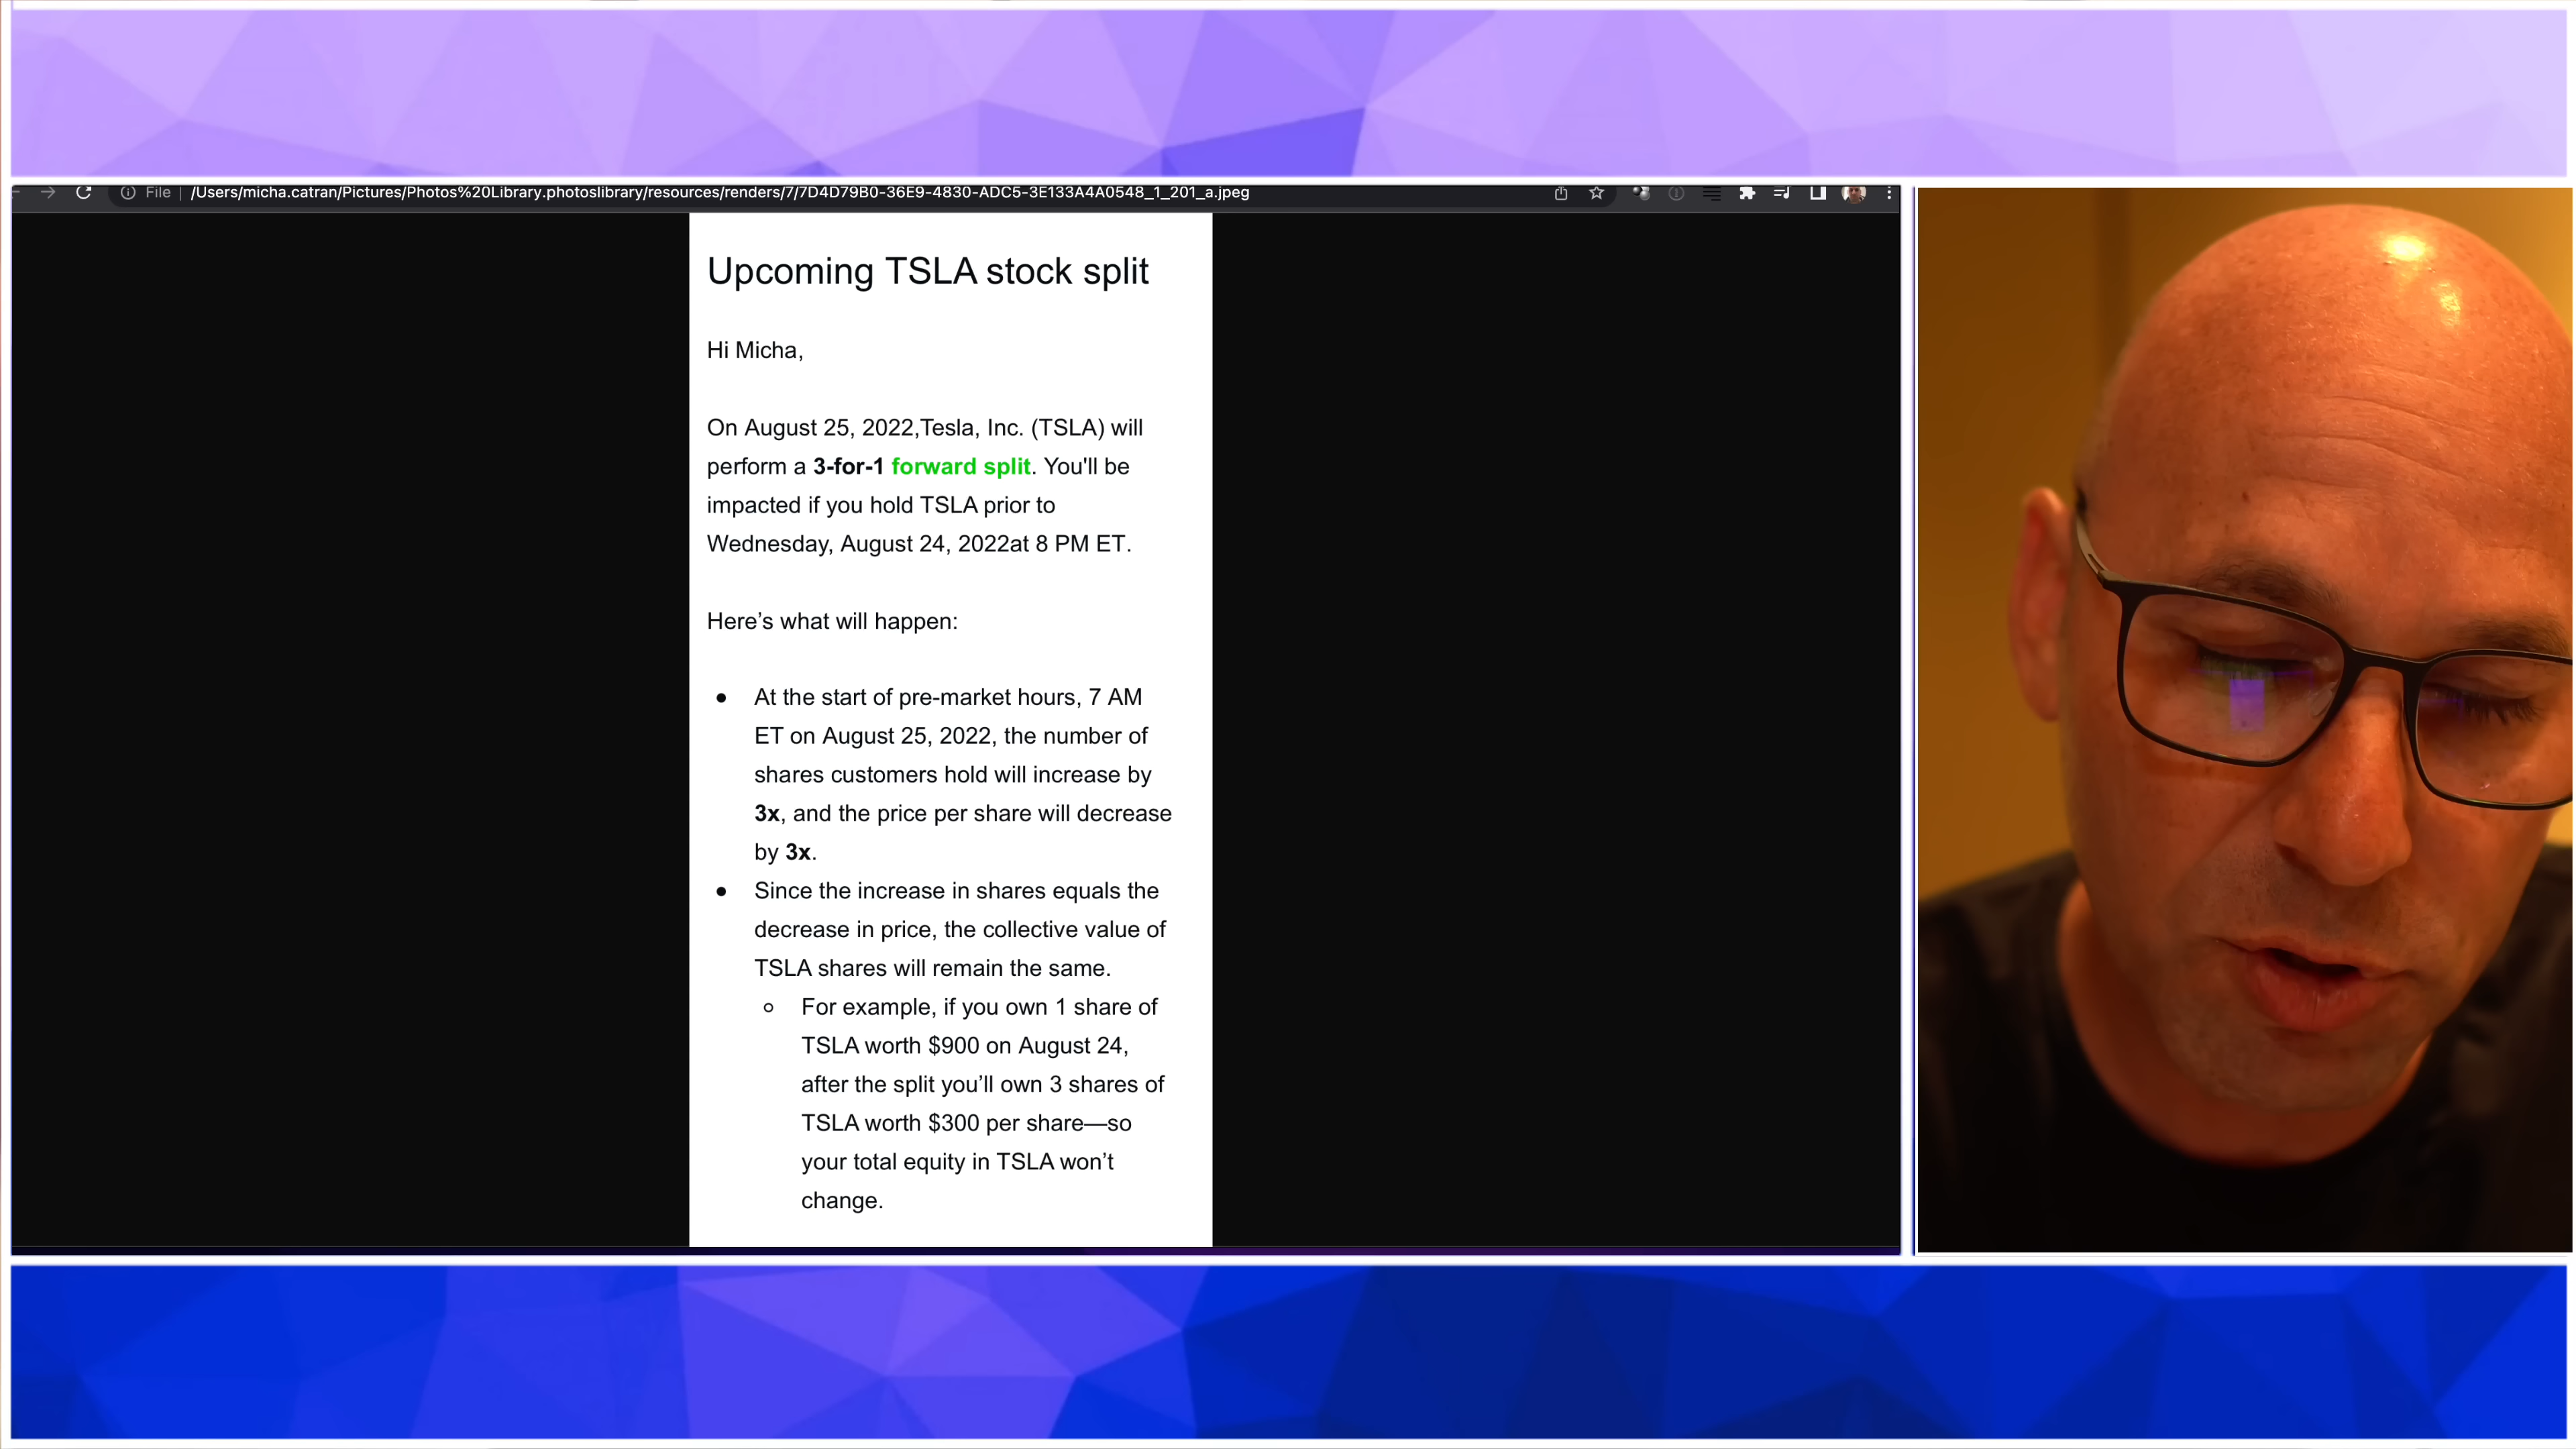 File | /Users/micha.catran/Pictures/Photos%20Library.photoslibrary/resources/renders/7/7D4D79B0-36E9-4830-ADC5-3E133A4A0548_1_201_a.jpeg
Upcoming TSLA stock split
Hi Micha,
On August 25, 2022,Tesla, Inc. (TSLA) will
perform a 3-for-1 forward split. You'll be
impacted if you hold TSLA prior to
Wednesday, August 24, 2022at 8 PM ET.
Here’s what will happen:
● At the start of pre-market hours, 7 AM
ET on August 25, 2022, the number of
shares customers hold will increase by
3x, and the price per share will decrease
by 3x.
● Since the increase in shares equals the
decrease in price, the collective value of
TSLA shares will remain the same.
○ For example, if you own 1 share of
TSLA worth $900 on August 24,
after the split you’ll own 3 shares of
TSLA worth $300 per share—so
your total equity in TSLA won’t
change.